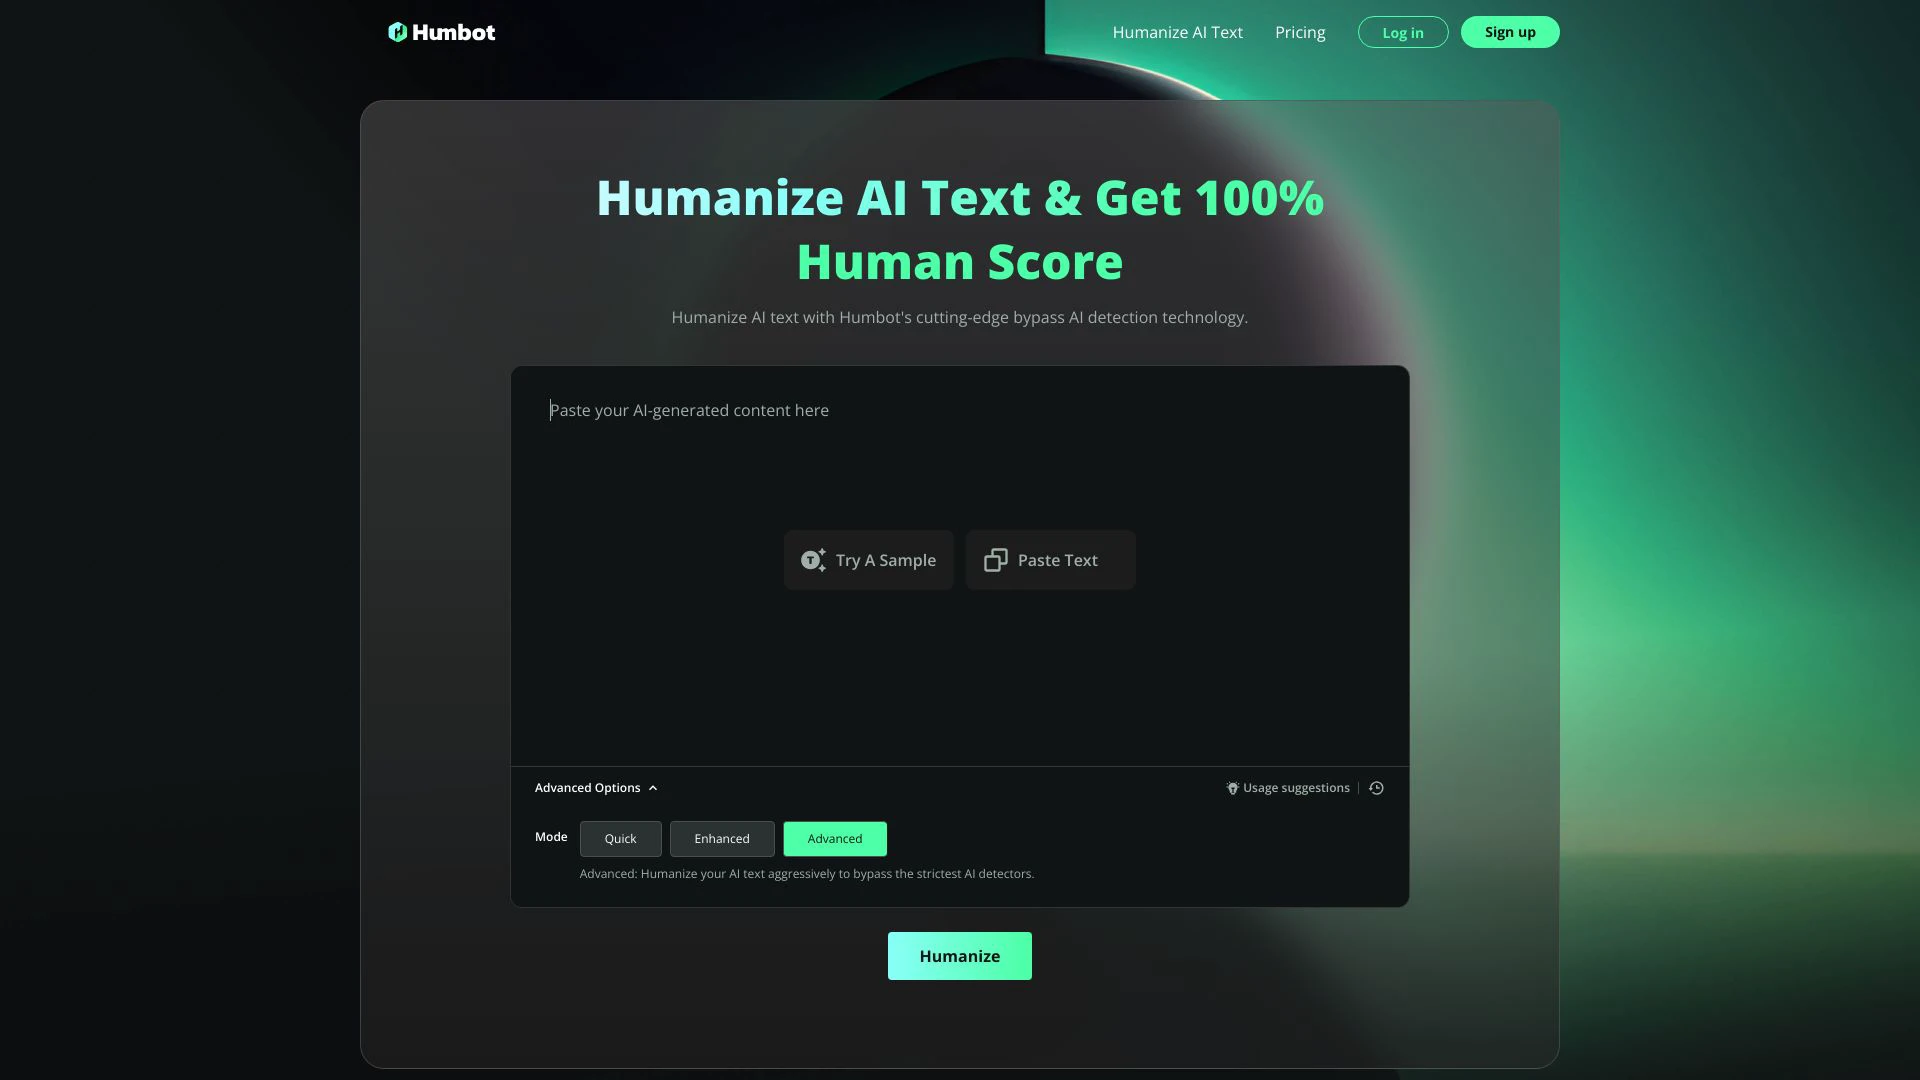 Humbot
Humanize AI Text
Pricing
Log in
Sign up
Humanize AI Text & Get 100%
Human Score
Humanize AI text with Humbot's cutting-edge bypass AI detection technology.
Paste your AI-generated content here
Try A Sample
Paste Text
Advanced Options
Usage suggestions
Mode
Quick
Enhanced
Advanced
Advanced: Humanize your AI text aggressively to bypass the strictest AI detectors.
Humanize